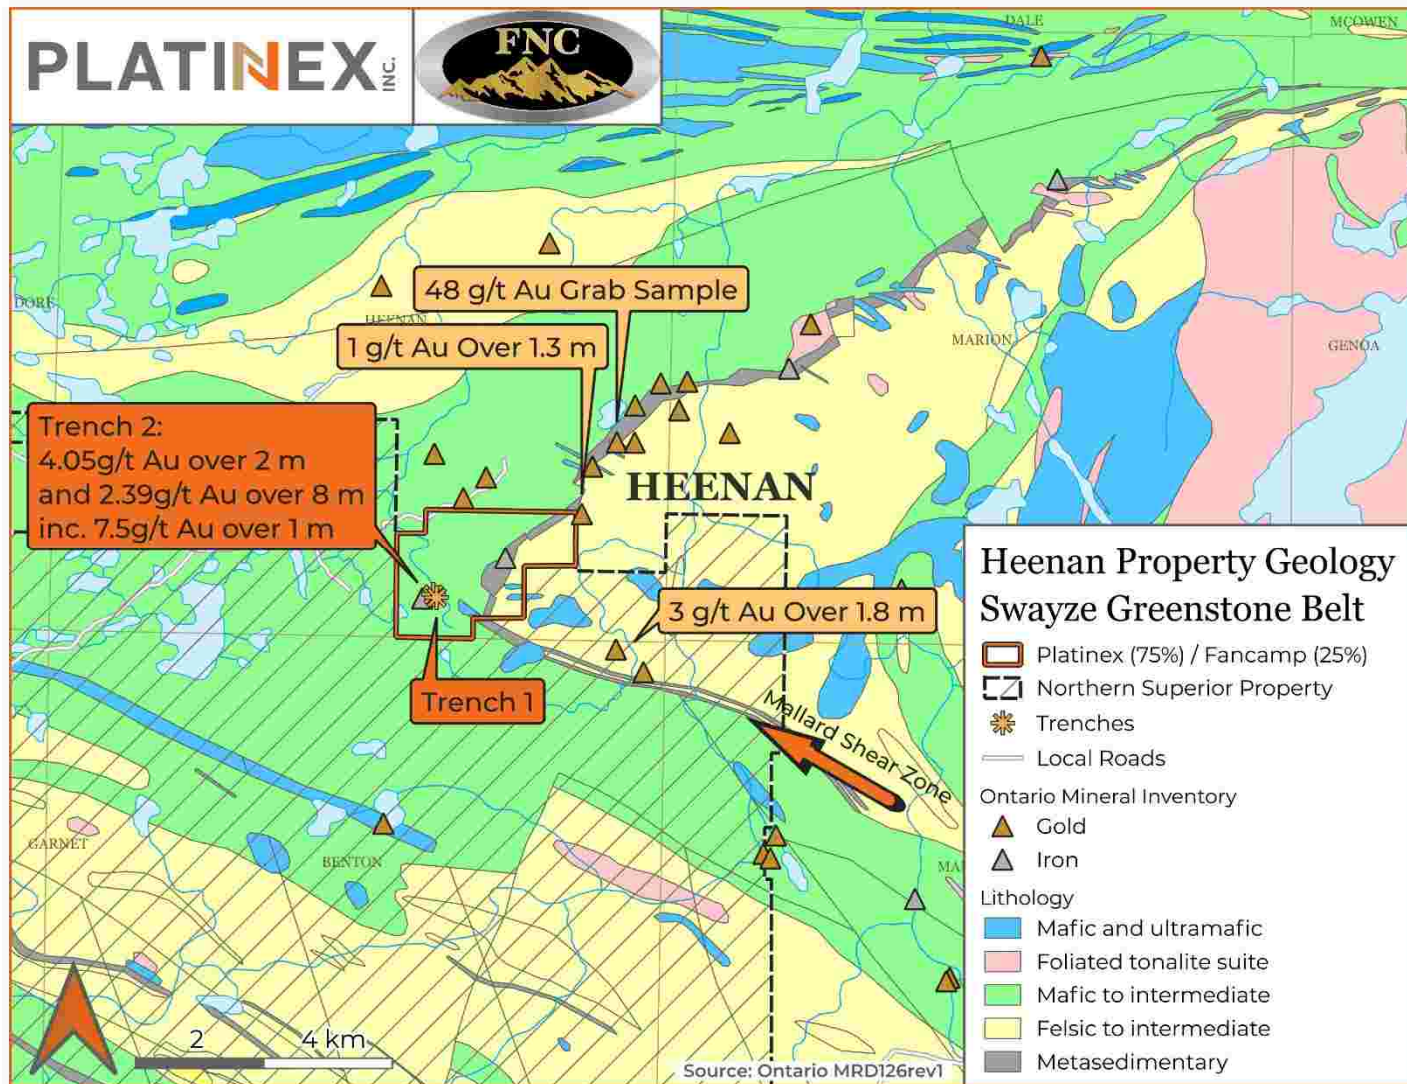 PLATINEX INC.
FNC
DALE
MCOWEN
DORE
HEENAN
48 g/t Au Grab Sample
1 g/t Au Over 1.3 m
MARION
GENOA
Trench 2:
4.05g/t Au over 2 m
and 2.39g/t Au over 8 m
inc. 7.5g/t Au over 1 m
HEENAN
3 g/t Au Over 1.8 m
Trench 1
Mallard Shear Zone
GARNET
BENTON
MA
2 4 km
Source: Ontario MRD126rev1
Heenan Property Geology
Swayze Greenstone Belt
Platinex (75%) / Fancamp (25%)
Northern Superior Property
Trenches
Local Roads
Ontario Mineral Inventory
Gold
Iron
Lithology
Mafic and ultramafic
Foliated tonalite suite
Mafic to intermediate
Felsic to intermediate
Metasedimentary